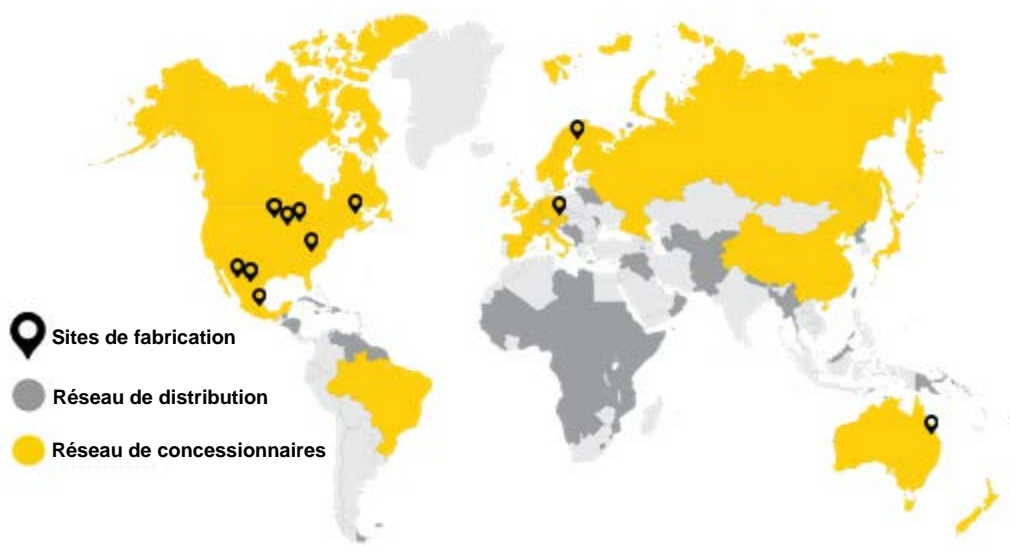 Sites de fabrication
Réseau de distribution
Réseau de concessionnaires